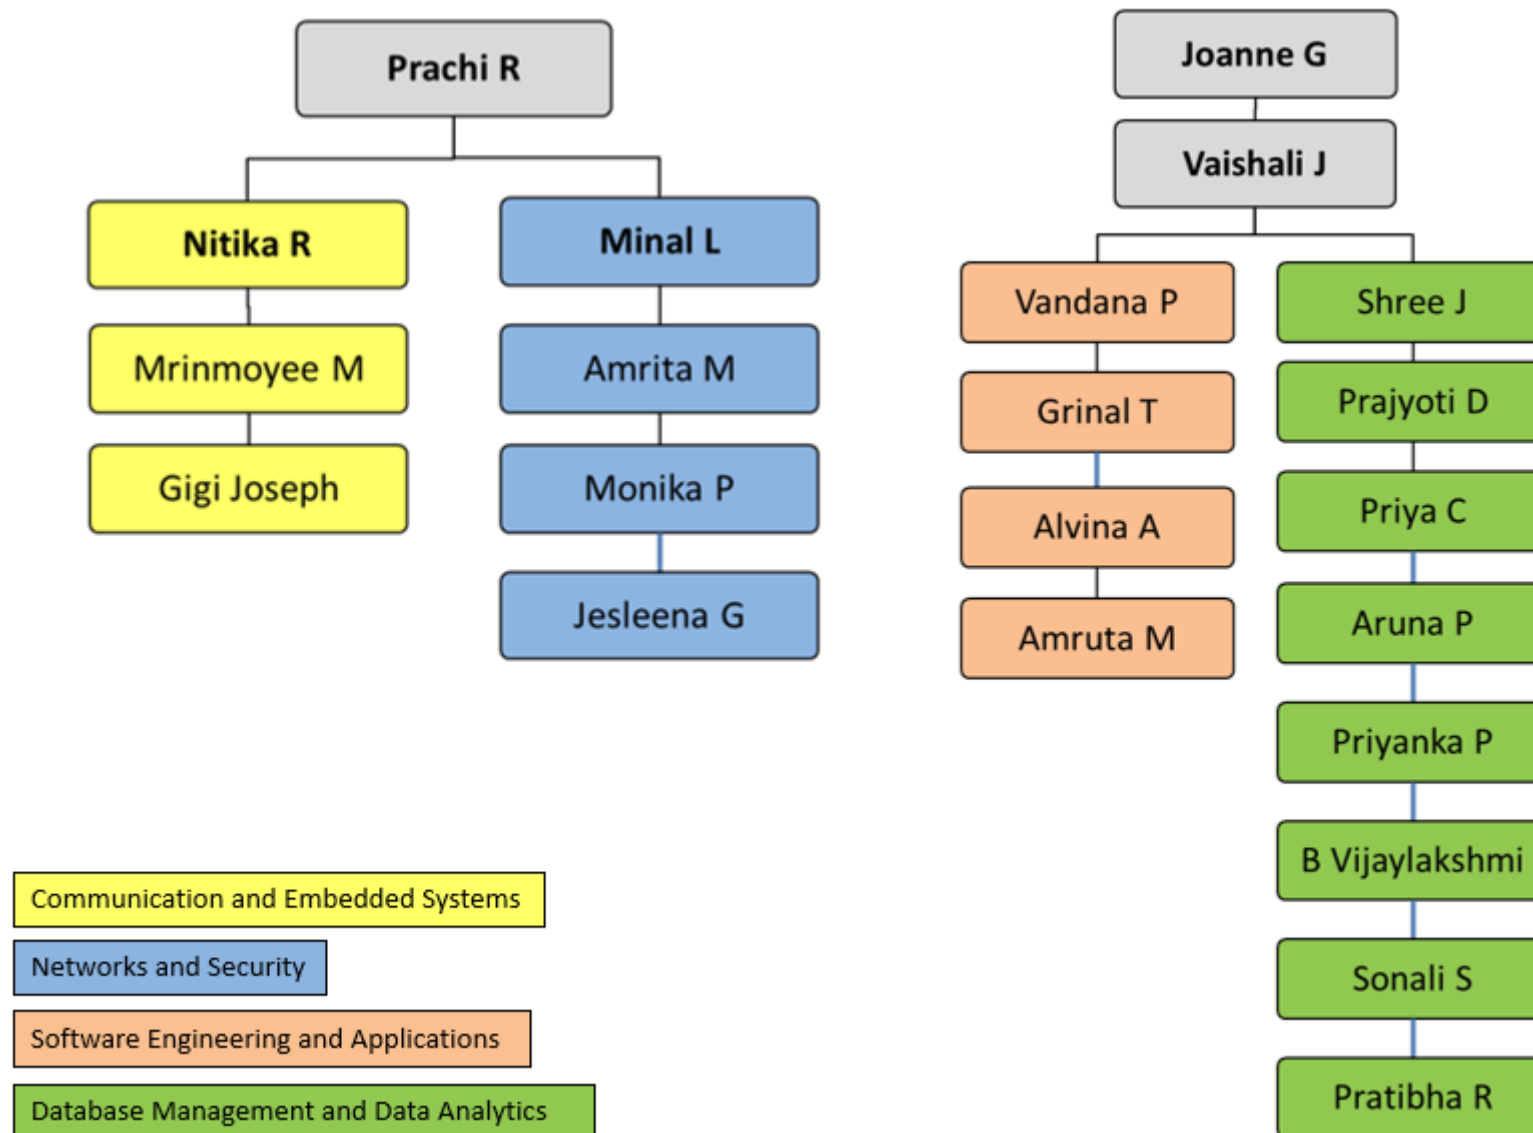 Prachi R
Nitika R
Minal L
Mrinmoyee M
Amrita M
Gigi Joseph
Monika P
Jesleena G
Joanne G
Vaishali J
Vandana P
Shree J
Grinal T
Prajyoti D
Alvina A
Priya C
Amruta M
Aruna P
Priyanka P
B Vijaylakshmi
Sonali S
Pratibha R
Communication and Embedded Systems
Networks and Security
Software Engineering and Applications
Database Management and Data Analytics